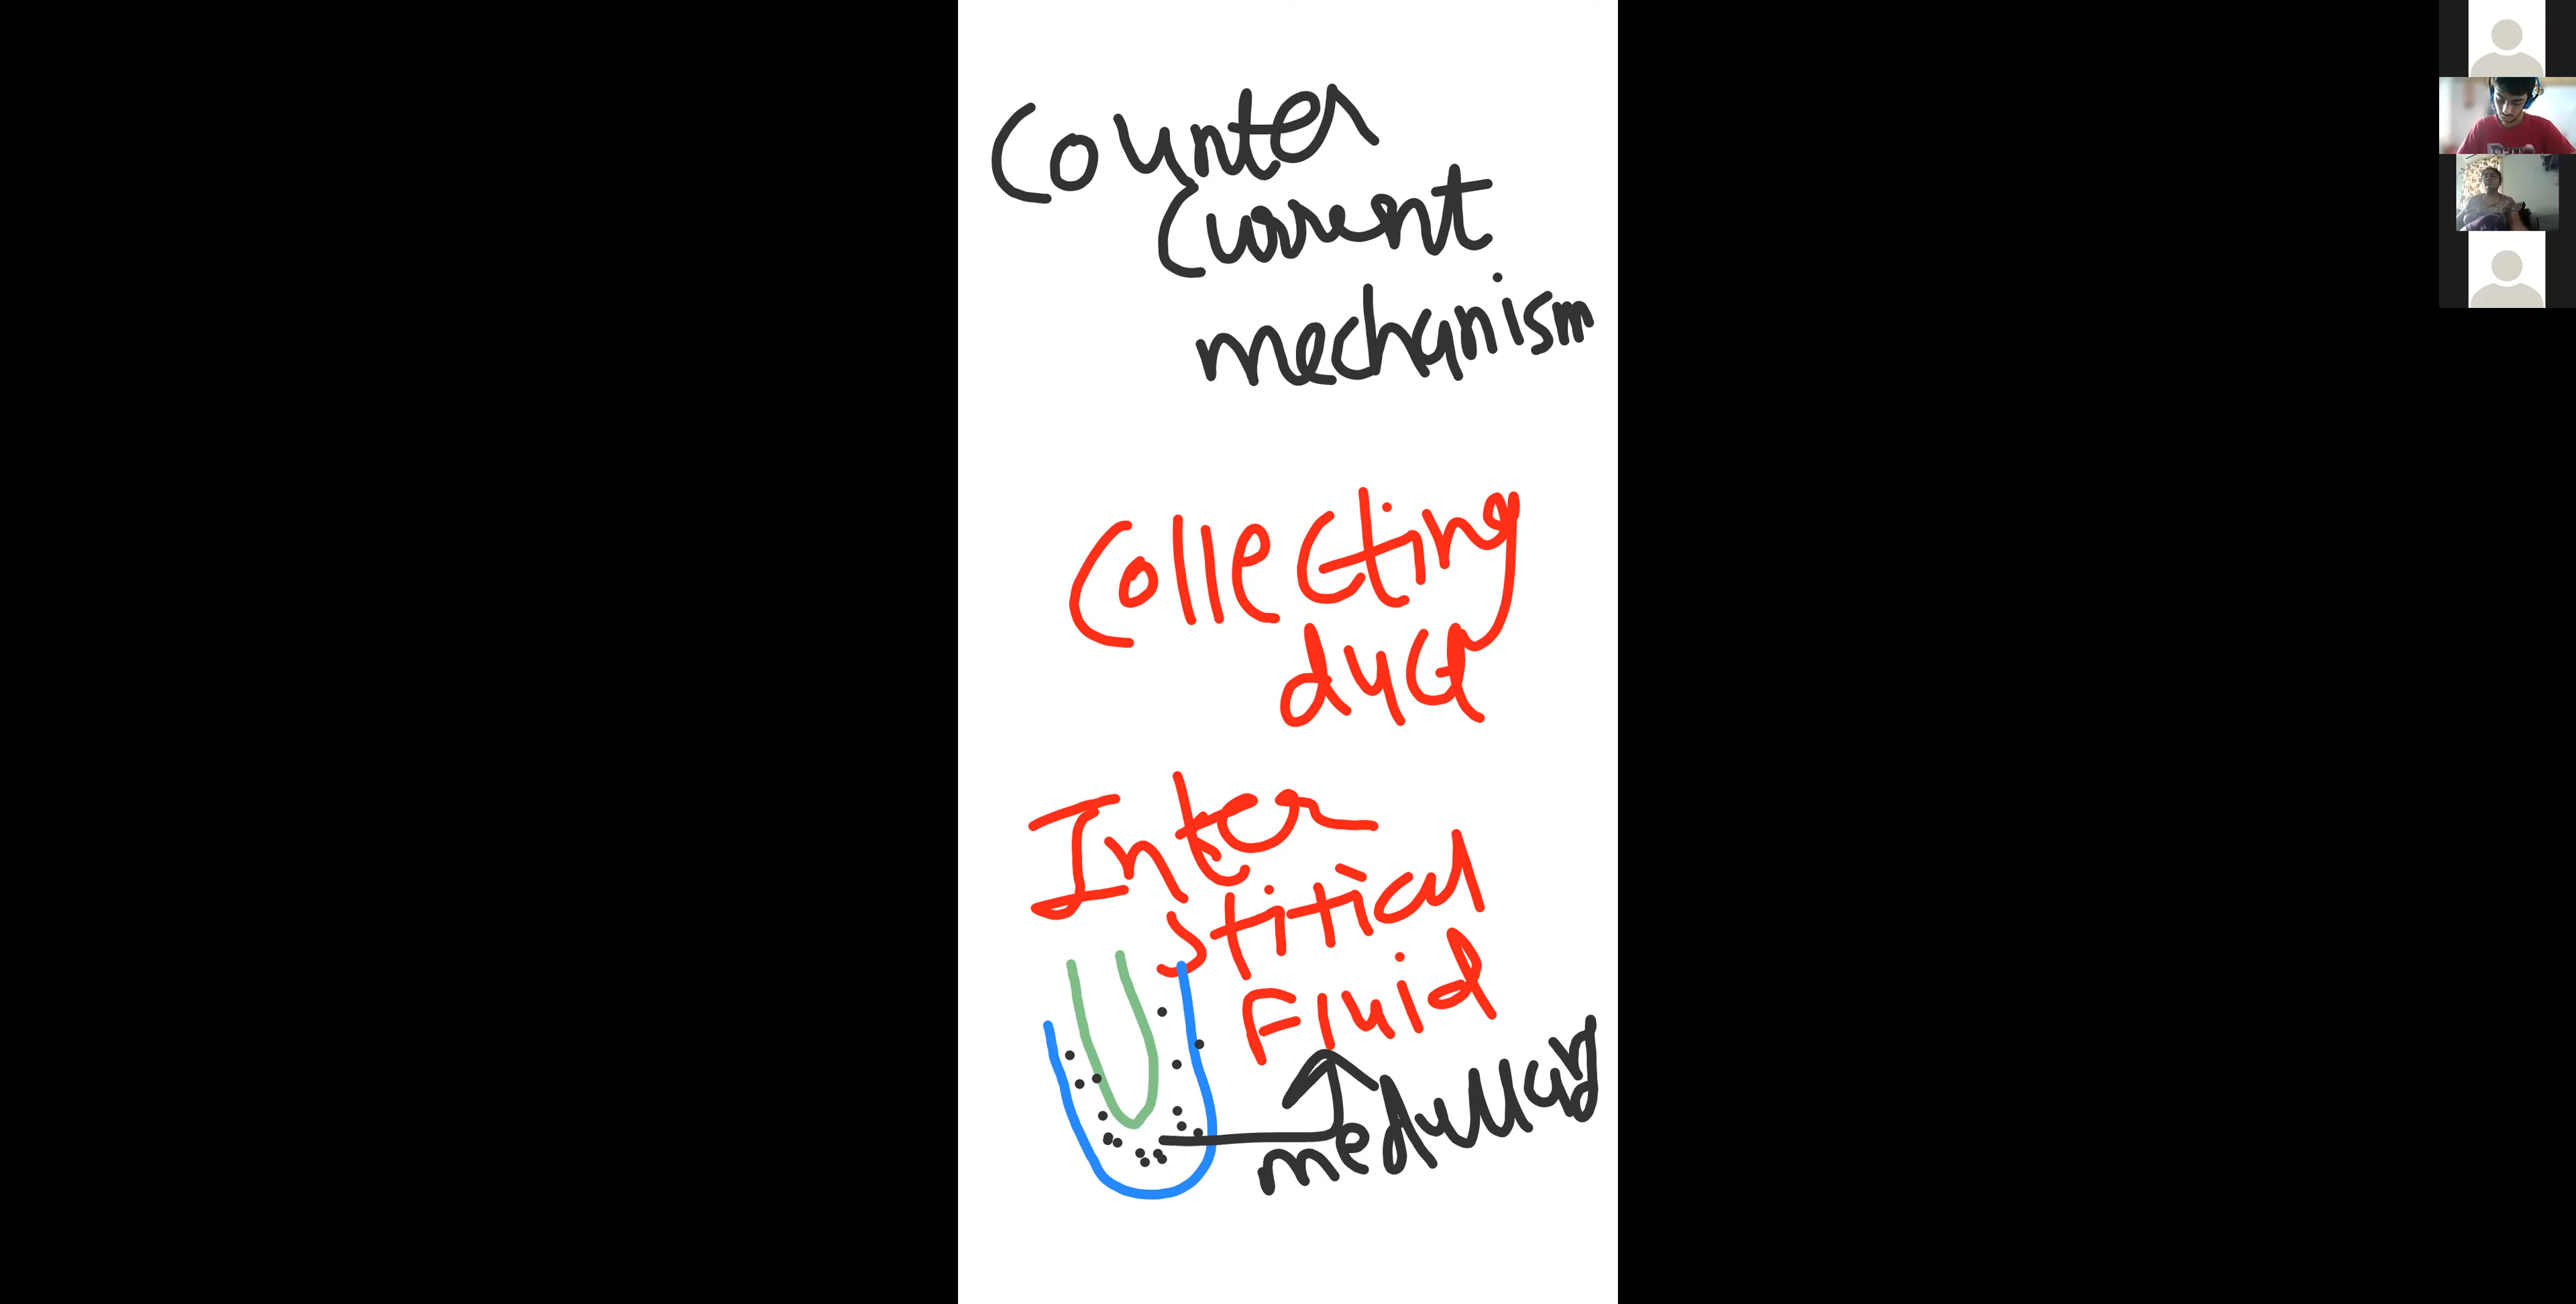 Counter
Current
mechanism
Collecting
duct
Inter
stitial
Fluid
medullary